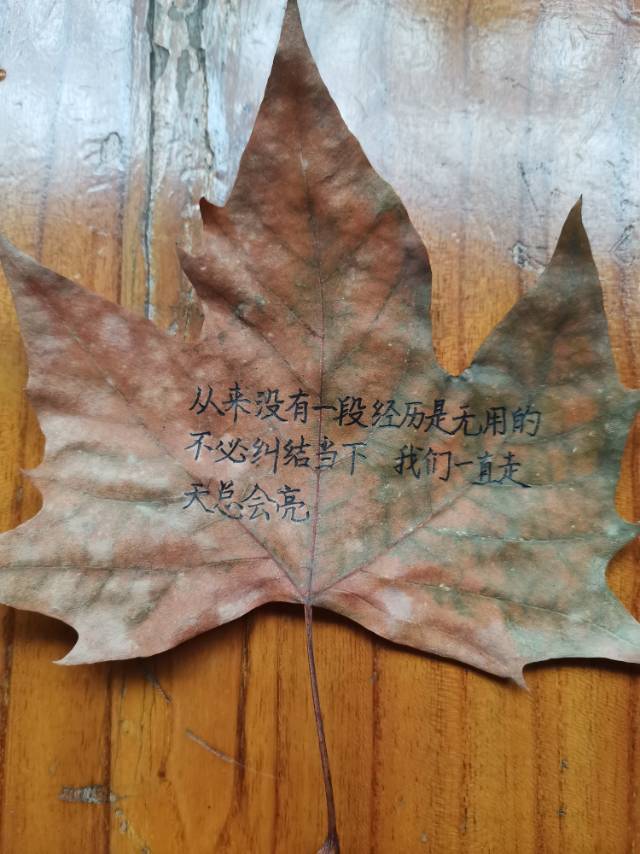 从来没有一段经历是无用的
不必纠结当下 我们一直走
天总会亮